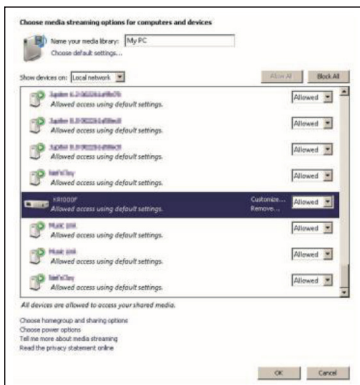 Choose media streaming options for computers and devices
Name your media library: My PC
Choose default settings...
Show devices on: Local network
Allow All
Block All
Allowed
Allowed access using default settings.
Allowed
Allowed access using default settings.
Allowed
Allowed access using default settings.
Allowed
Allowed access using default settings.
Customize...
Remove...
Allowed
Allowed access using default settings.
Allowed
Allowed access using default settings.
Allowed
Allowed access using default settings.
Allowed
Allowed access using default settings.
All devices are allowed to access your shared media.
Choose homegroup and sharing options
Choose power options
Tell me more about media streaming
Read the privacy statement online
OK
Cancel